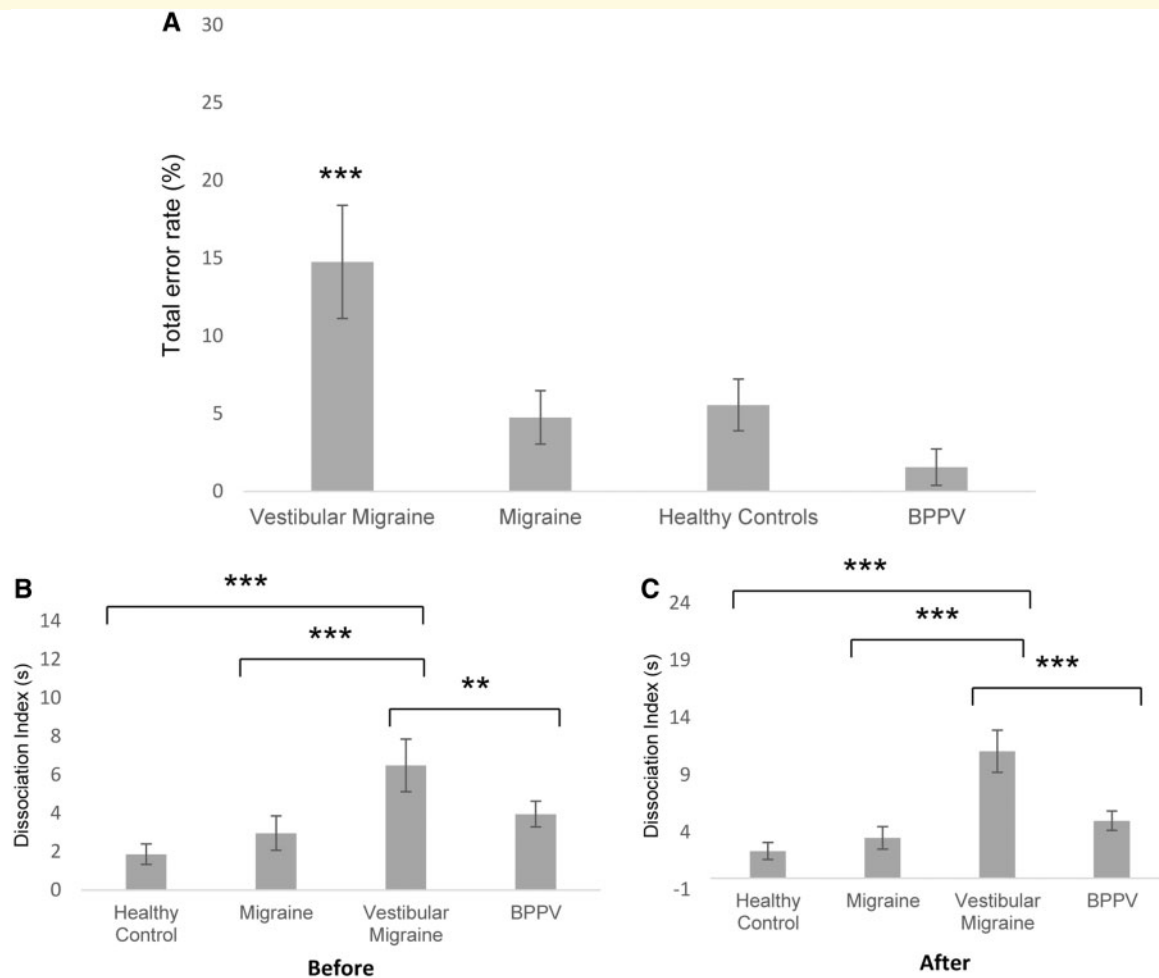 A
Total error rate (%)
30
25
20
15
10
5
0
***
Vestibular Migraine
Migraine
Healthy Controls
BPPV
B
Dissociation Index (s)
14
12
10
8
6
4
2
0
***
***
**
Healthy
Control
Migraine
Vestibular
Migraine
BPPV
Before
C
Dissociation Index (s)
24
19
14
9
4
-1
***
***
***
Healthy
Control
Migraine
Vestibular
Migraine
BPPV
After